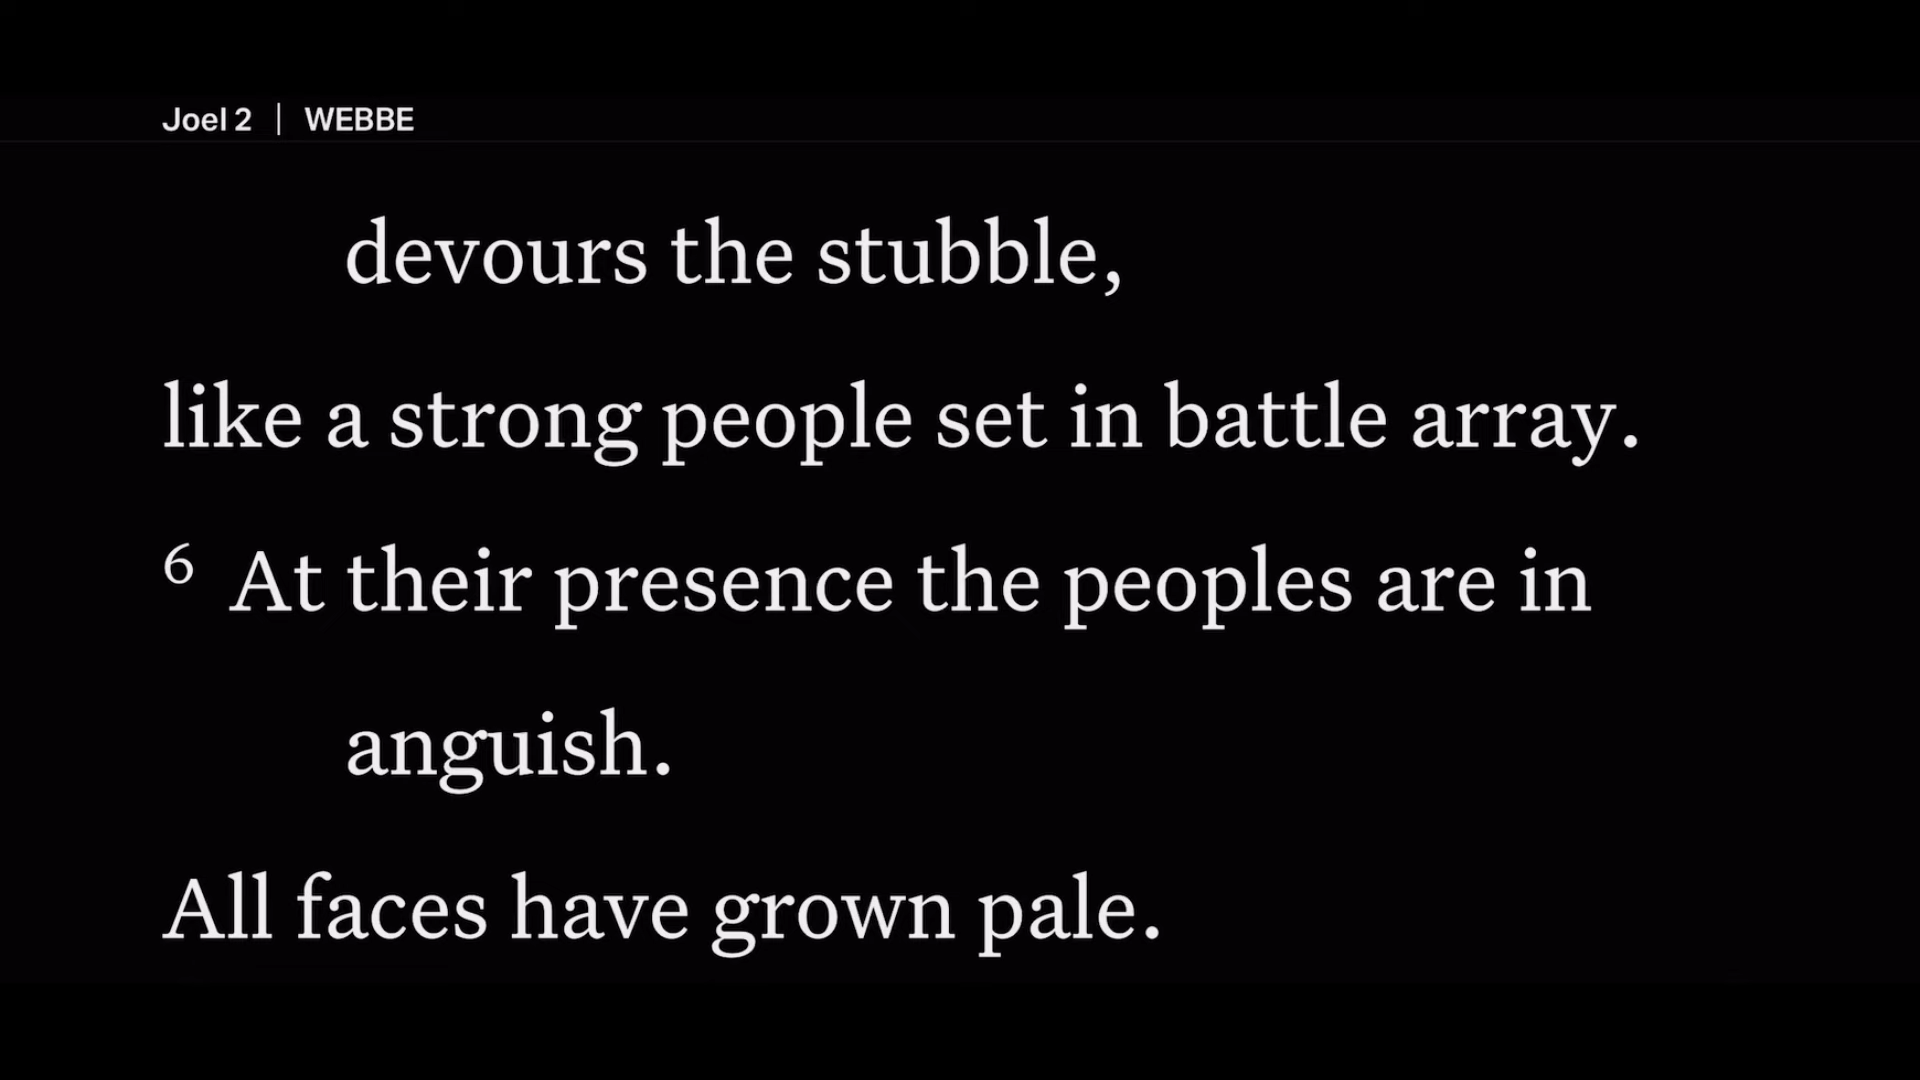 Joel 2 | WEBBE
devours the stubble,
like a strong people set in battle array.
6 At their presence the peoples are in
anguish.
All faces have grown pale.